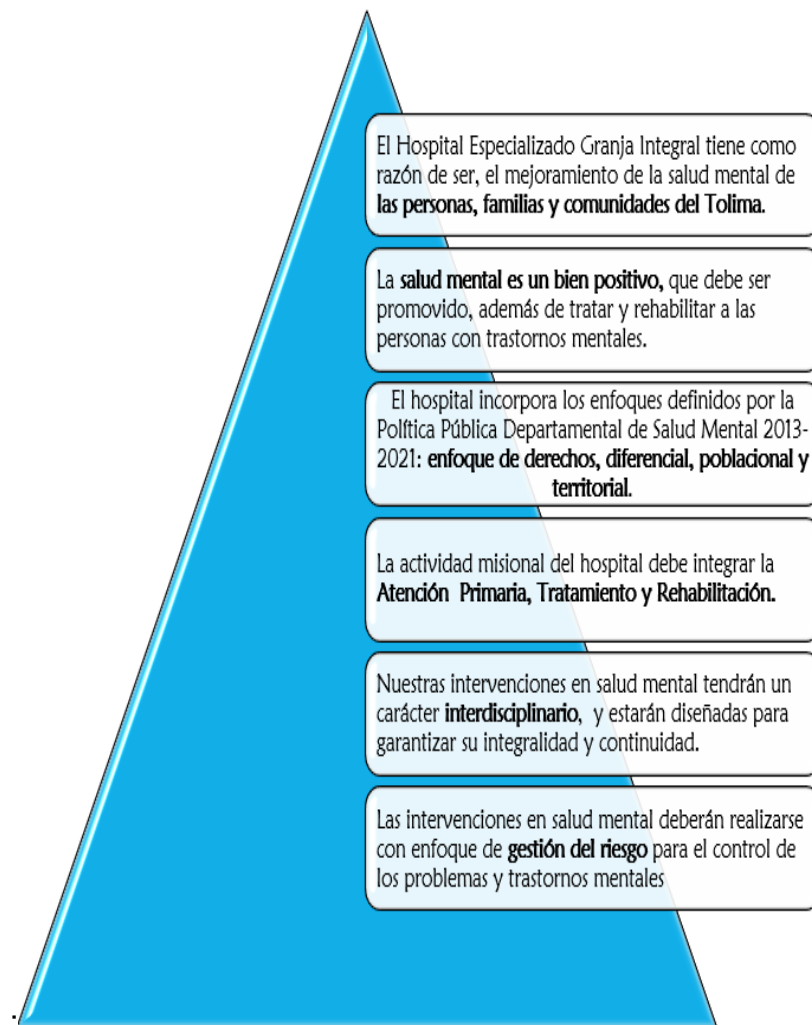 El Hospital Especializado Granja Integral tiene como
razón de ser, el mejoramiento de la salud mental de
las personas, familias y comunidades del Tolima.
La salud mental es un bien positivo, que debe ser
promovido, además de tratar y rehabilitar a las
personas con trastornos mentales.
El hospital incorpora los enfoques definidos por la
Política Pública Departamental de Salud Mental 2013-
2021: enfoque de derechos, diferencial, poblacional y
territorial.
La actividad misional del hospital debe integrar la
Atención Primaria, Tratamiento y Rehabilitación.
Nuestras intervenciones en salud mental tendrán un
carácter interdisciplinario, y estarán diseñadas para
garantizar su integralidad y continuidad.
Las intervenciones en salud mental deberán realizarse
con enfoque de gestión del riesgo para el control de
los problemas y trastornos mentales
.